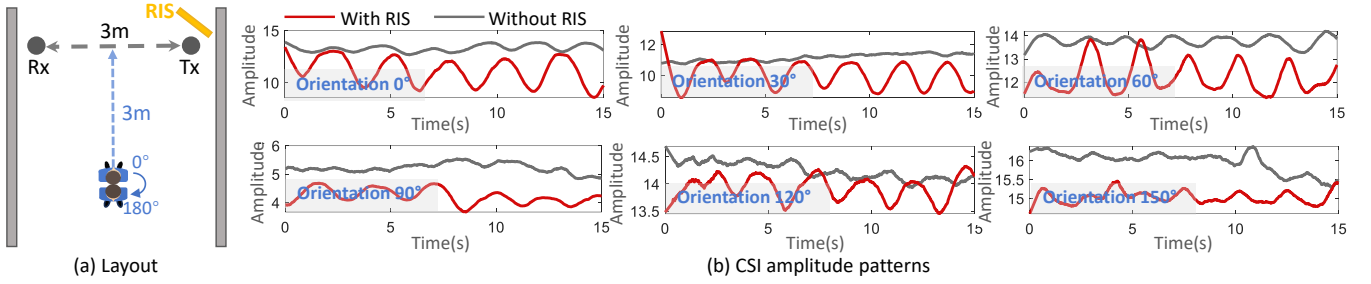 RIS
3m
Rx
Tx
3m
0°
180°
(a) Layout
With RIS
Without RIS
Amplitude
15
10
Orientation 0°
0
5
10
15
Time(s)
Amplitude
12
10
Orientation 30°
0
5
10
15
Time(s)
Amplitude
14
13
12
Orientation 60°
0
5
10
15
Time(s)
Amplitude
6
5
4
Orientation 90°
0
5
10
15
Time(s)
Amplitude
14.5
14
13.5
Orientation 120°
0
5
10
15
Time(s)
Amplitude
16
15.5
15
Orientation 150°
0
5
10
15
Time(s)
(b) CSI amplitude patterns